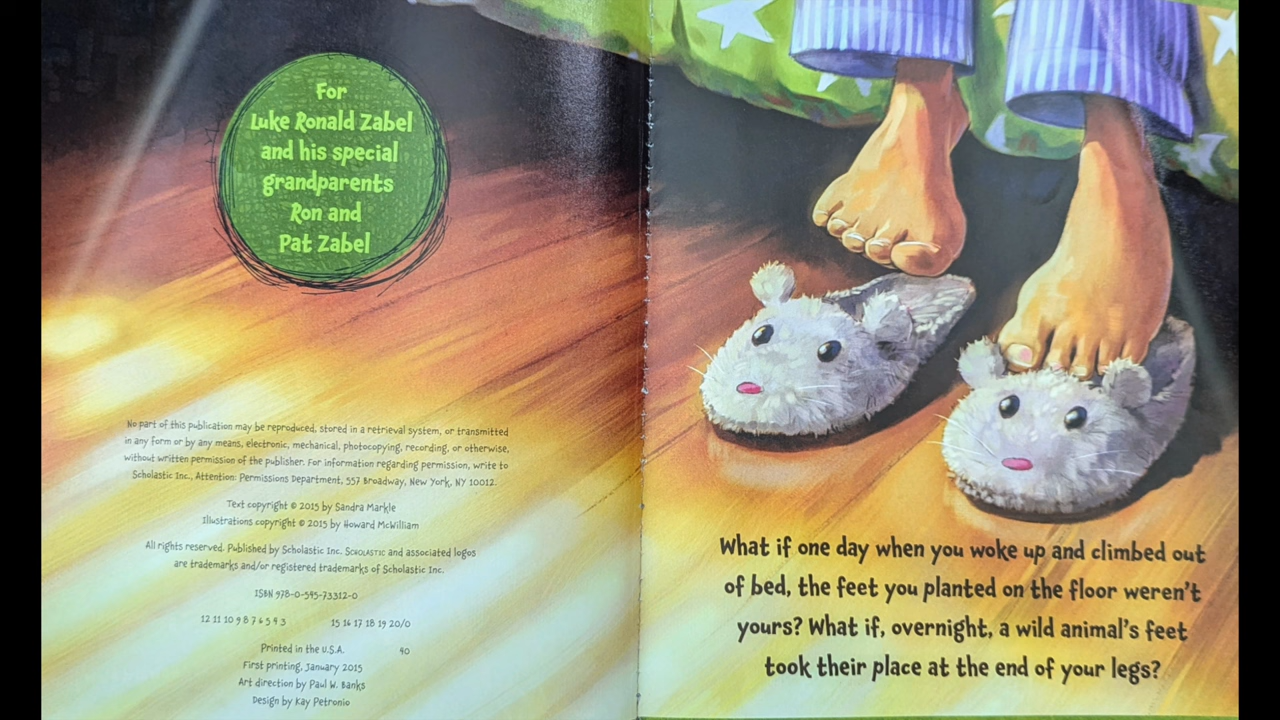 For
Luke Ronald Zabel
and his special
grandparents
Ron and
Pat Zabel
No part of this publication may be reproduced, stored in a retrieval system, or transmitted
in any form or by any means, electronic, mechanical, photocopying, recording, or otherwise,
without written permission of the publisher. For information regarding permission, write to
Scholastic Inc., Attention: Permissions Department, 557 Broadway, New York, NY 10012.
Text copyright © 2015 by Sandra Markle
Illustrations copyright © 2015 by Howard McWilliam
All rights reserved. Published by Scholastic Inc. SCHOLASTIC and associated logos
are trademarks and/or registered trademarks of Scholastic Inc.
ISBN 978-0-545-73312-0
12 11 10 9 8 7 6 5 4 3 15 16 17 18 19 20/0
Printed in the U.S.A. 40
First printing, January 2015
Art direction by Paul W. Banks
Design by Kay Petronio
What if one day when you woke up and climbed out
of bed, the feet you planted on the floor weren't
yours? What if, overnight, a wild animal's feet
took their place at the end of your legs?